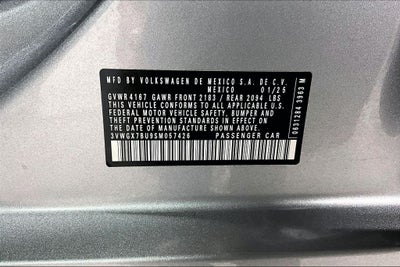 MFD BY VOLKSWAGEN DE MEXICO S.A. DE C.V.
MEXICO 01/25
GVWR 4167 GAWR FRONT 2183 / REAR 2094 LBS
THIS VEHICLE CONFORMS TO ALL APPLICABLE U.S.
FEDERAL MOTOR VEHICLE SAFETY, BUMPER AND
THEFT PREVENTION STANDARDS IN EFFECT ON THE
DATE OF MANUFACTURE SHOWN ABOVE.
3VWGX7BU9SM057426 PASSENGER CAR
0631284 3963 M